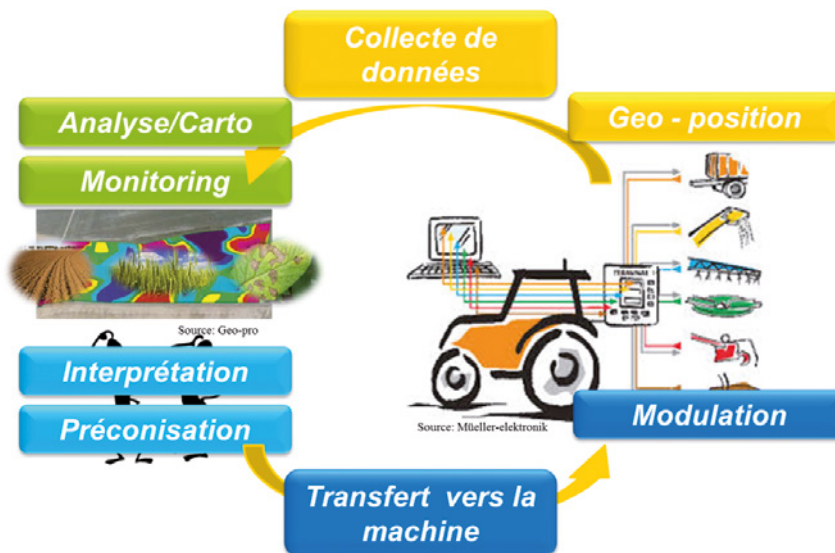 Collecte de
données
Analyse/Carto
Geo - position
Monitoring
TERMINAL
Source: Geo-pro
Interprétation
Préconisation
Modulation
Source: Müeller-elektronik
Transfert vers la
machine